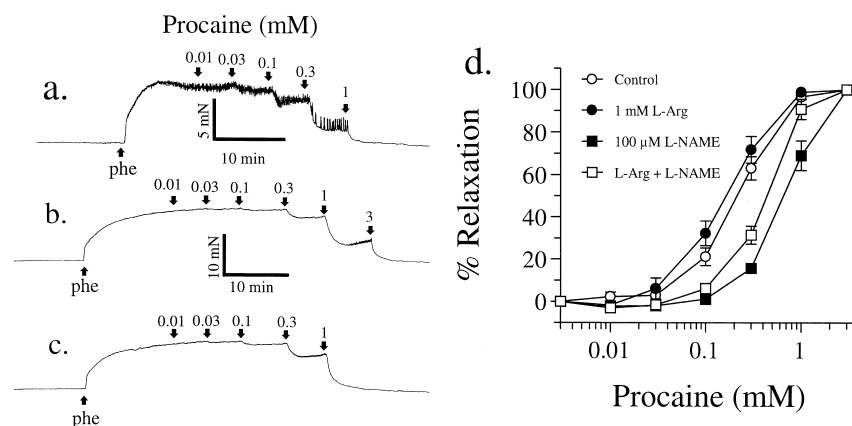 Procaine (mM)
a.
0.01 0.03 0.1 0.3 1
5 mN
10 min
phe
b.
0.01 0.03 0.1 0.3 1 3
10 mN
10 min
phe
c.
0.01 0.03 0.1 0.3 1
phe
d.
Control
1 mM L-Arg
100 µM L-NAME
L-Arg + L-NAME
% Relaxation
100
80
60
40
20
0
0.01 0.1 1
Procaine (mM)